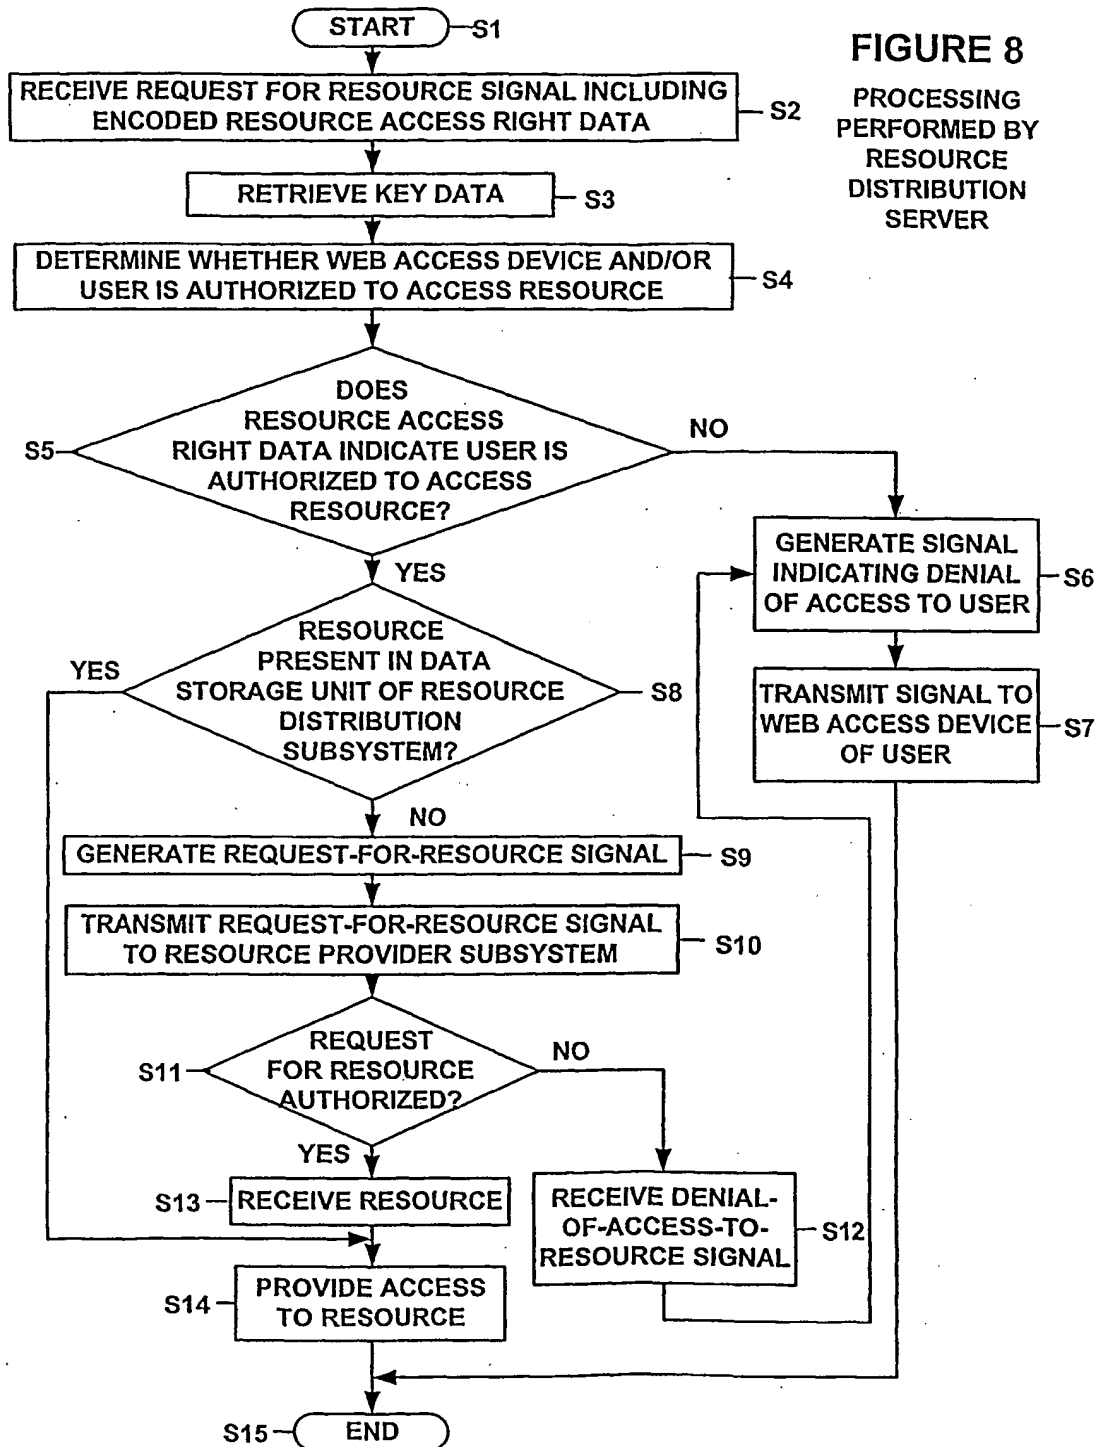 START
S1
FIGURE 8
PROCESSING
PERFORMED BY
RESOURCE
DISTRIBUTION
SERVER
RECEIVE REQUEST FOR RESOURCE SIGNAL INCLUDING
ENCODED RESOURCE ACCESS RIGHT DATA
S2
RETRIEVE KEY DATA
S3
DETERMINE WHETHER WEB ACCESS DEVICE AND/OR
USER IS AUTHORIZED TO ACCESS RESOURCE
S4
DOES
RESOURCE ACCESS
RIGHT DATA INDICATE USER IS
AUTHORIZED TO ACCESS
RESOURCE?
S5
NO
YES
GENERATE SIGNAL
INDICATING DENIAL
OF ACCESS TO USER
S6
TRANSMIT SIGNAL TO
WEB ACCESS DEVICE
OF USER
S7
RESOURCE
PRESENT IN DATA
STORAGE UNIT OF RESOURCE
DISTRIBUTION
SUBSYSTEM?
S8
YES
NO
GENERATE REQUEST-FOR-RESOURCE SIGNAL
S9
TRANSMIT REQUEST-FOR-RESOURCE SIGNAL
TO RESOURCE PROVIDER SUBSYSTEM
S10
REQUEST
FOR RESOURCE
AUTHORIZED?
S11
NO
YES
RECEIVE DENIAL-
OF-ACCESS-TO-
RESOURCE SIGNAL
S12
S13
RECEIVE RESOURCE
S14
PROVIDE ACCESS
TO RESOURCE
S15
END